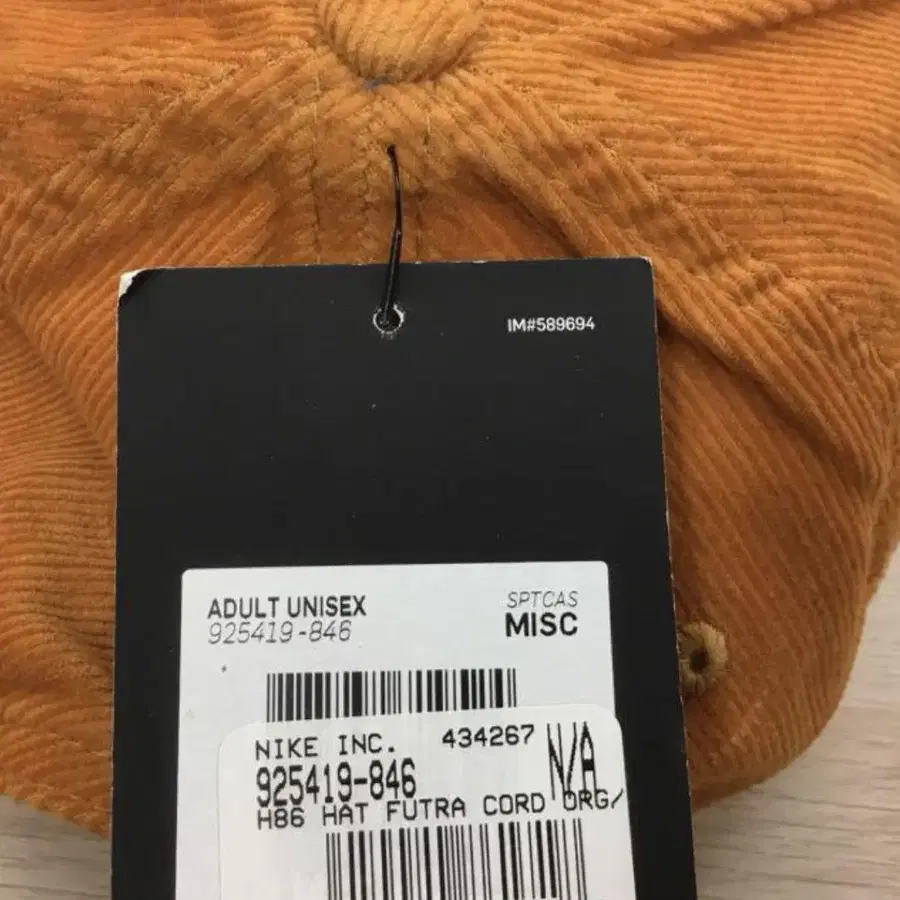 IM#589694
ADULT UNISEX
925419-846
SPTCAS
MISC
NIKE INC. 434267 N/A
925419-846
H86 HAT FUTRA CORD ORG/